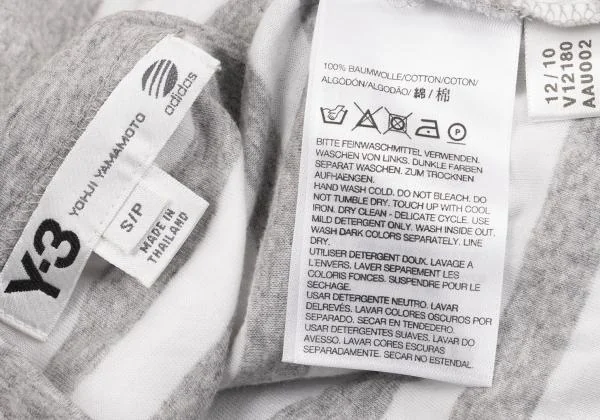 adidas
YOHJI YAMAMOTO
Y-3
S/P
MADE IN
THAILAND
100% BAUMWOLLE/COTTON/COTON/
ALGODÓN/ALGODÃO/ 綿 / 棉
P
BITTE FEINWASCHMITTEL VERWENDEN.
WASCHEN VON LINKS. DUNKLE FARBEN
SEPARAT WASCHEN. ZUM TROCKNEN
AUFHAENGEN.
HAND WASH COLD. DO NOT BLEACH. DO
NOT TUMBLE DRY. TOUCH UP WITH COOL
IRON. DRY CLEAN - DELICATE CYCLE. USE
MILD DETERGENT ONLY. WASH INSIDE OUT.
WASH DARK COLORS SEPARATELY. LINE
DRY.
UTILISER DETERGENT DOUX. LAVAGE A
L'ENVERS. LAVER SEPAREMENT LES
COLORIS FONCES. SUSPENDRE POUR LE
SECHAGE.
USAR DETERGENTE NEUTRO. LAVAR
DELREVÉS. LAVAR COLORES OSCUROS POR
SEPARADO. SECAR EN TENDEDERO.
USAR DETERGENTES SUAVES. LAVAR DO
AVESSO. LAVAR CORES ESCURAS
SEPARADAMENTE. SECAR NO ESTENDAL.
12/10
V12180
AAU002